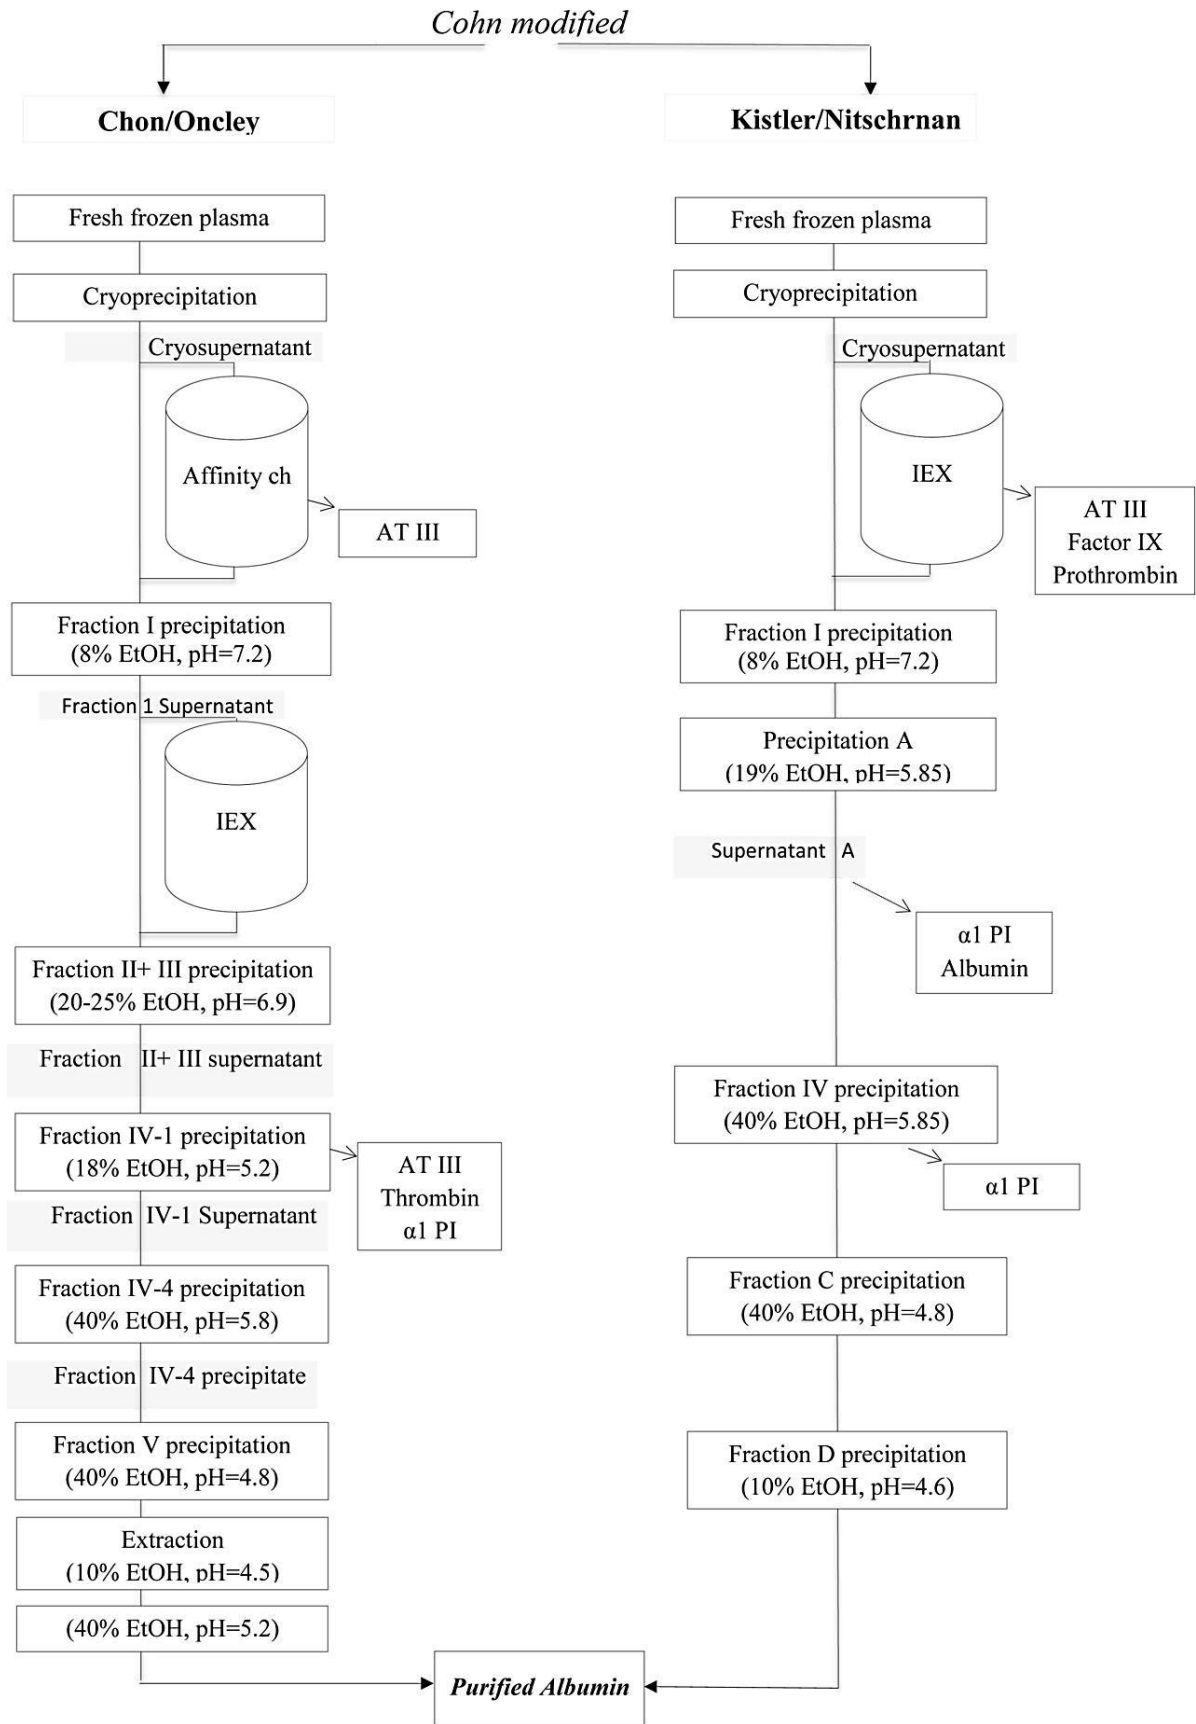 Cohn modified
Chon/Oncley
Fresh frozen plasma
Cryoprecipitation
Cryosupernatant
Affinity ch
AT III
Fraction I precipitation
(8% EtOH, pH=7.2)
Fraction 1 Supernatant
IEX
Fraction II+ III precipitation
(20-25% EtOH, pH=6.9)
Fraction II+ III supernatant
Fraction IV-1 precipitation
(18% EtOH, pH=5.2)
AT III
Thrombin
α1 PI
Fraction IV-1 Supernatant
Fraction IV-4 precipitation
(40% EtOH, pH=5.8)
Fraction IV-4 precipitate
Fraction V precipitation
(40% EtOH, pH=4.8)
Extraction
(10% EtOH, pH=4.5)
(40% EtOH, pH=5.2)
Kistler/Nitschrnan
Fresh frozen plasma
Cryoprecipitation
Cryosupernatant
IEX
AT III
Factor IX
Prothrombin
Fraction I precipitation
(8% EtOH, pH=7.2)
Precipitation A
(19% EtOH, pH=5.85)
Supernatant A
α1 PI
Albumin
Fraction IV precipitation
(40% EtOH, pH=5.85)
α1 PI
Fraction C precipitation
(40% EtOH, pH=4.8)
Fraction D precipitation
(10% EtOH, pH=4.6)
Purified Albumin